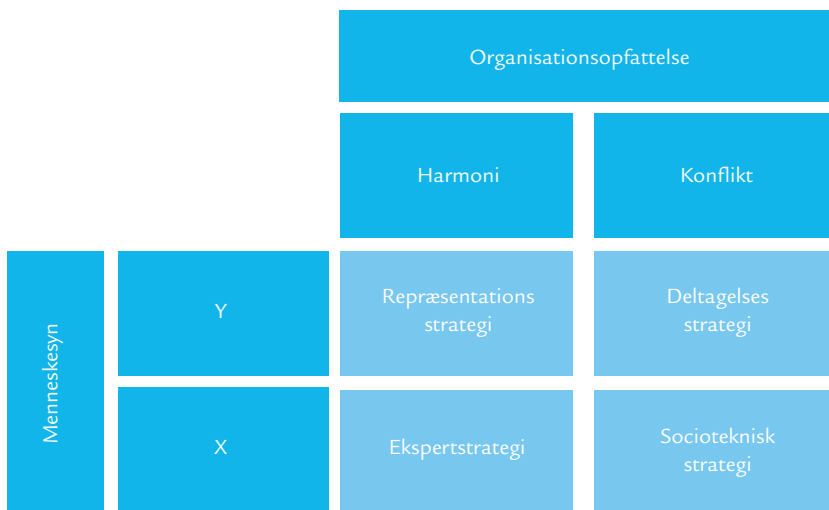 Organisationsopfattelse
Harmoni
Konflikt
Menneskesyn
Y
Repræsentations
strategi
Deltagelses
strategi
X
Ekspertstrategi
Socioteknisk
strategi